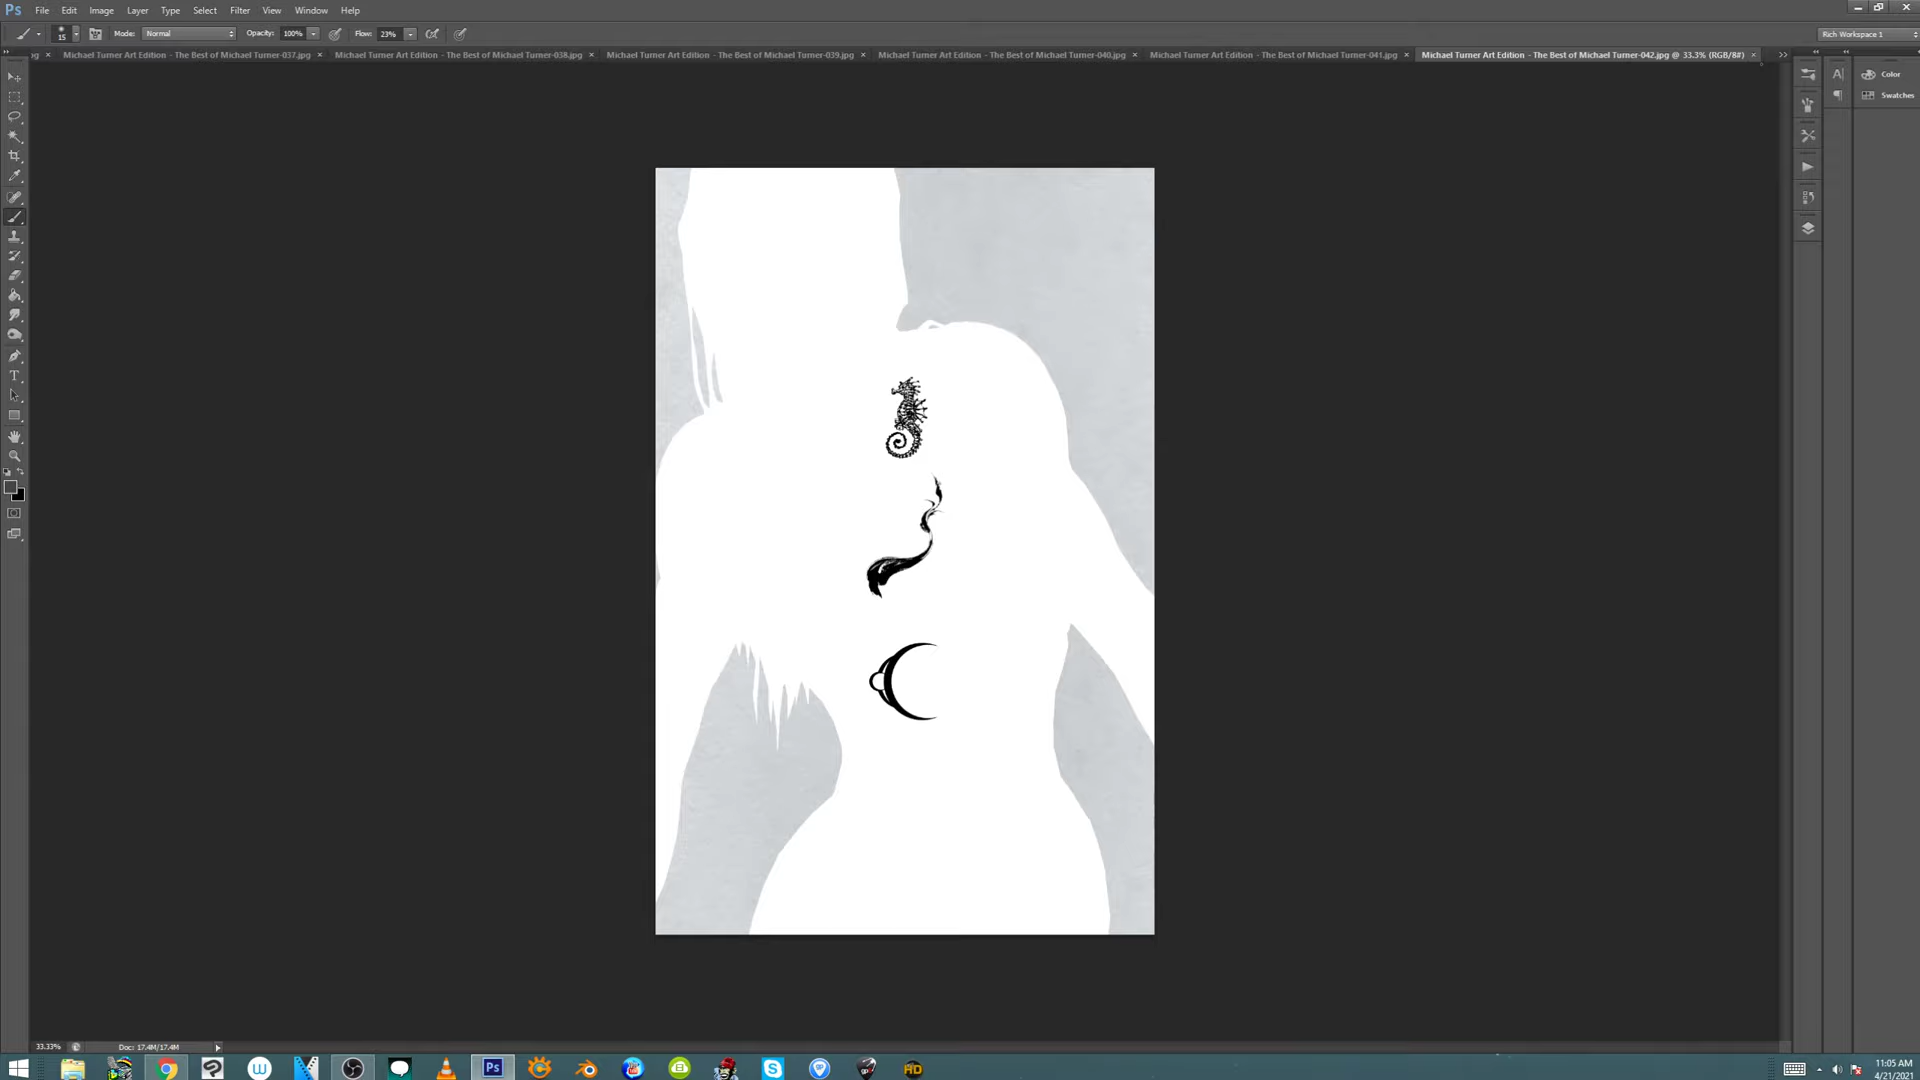 Ps File Edit Image Layer Type Select Filter View Window Help
15 Mode: Normal Opacity: 100% Flow: 23% Rich Workspace 1
pg × Michael Turner Art Edition - The Best of Michael Turner-037.jpg × Michael Turner Art Edition - The Best of Michael Turner-038.jpg × Michael Turner Art Edition - The Best of Michael Turner-039.jpg × Michael Turner Art Edition - The Best of Michael Turner-040.jpg × Michael Turner Art Edition - The Best of Michael Turner-041.jpg × Michael Turner Art Edition - The Best of Michael Turner-042.jpg @ 33.3% (RGB/8#) ×
Color
Swatches
33.33% Doc: 17.4M/17.4M
Ps
11:05 AM
4/21/2021